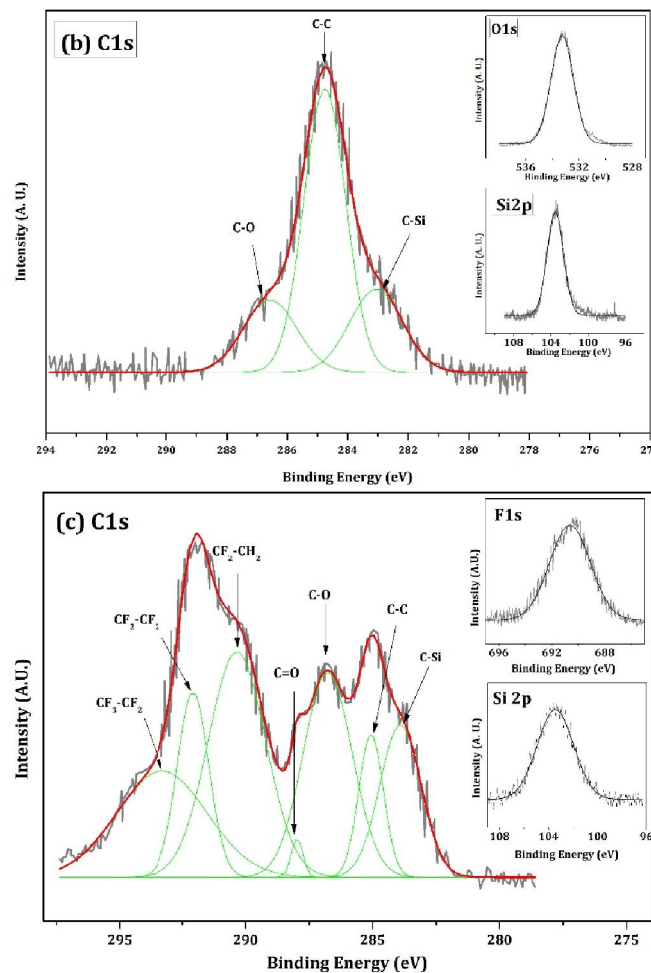 (b) C1s
C-C
C-O
C-Si
Intensity (A. U.)
294 292 290 288 286 284 282 280 278 276 274
Binding Energy (eV)
O1s
Intensity (A. U.)
536 532 528
Binding Energy (eV)
Si2p
Intensity (A. U.)
108 104 100 96
Binding Energy (eV)
(c) C1s
CF2-CH2
CF2-CF2
CF3-CF2
C=O
C-O
C-C
C-Si
Intensity (A.U.)
295 290 285 280 275
Binding Energy (eV)
F1s
Intensity (A.U.)
696 692 688
Binding Energy (eV)
Si 2p
Intensity (A. U.)
108 104 100 96
Binding Energy (eV)